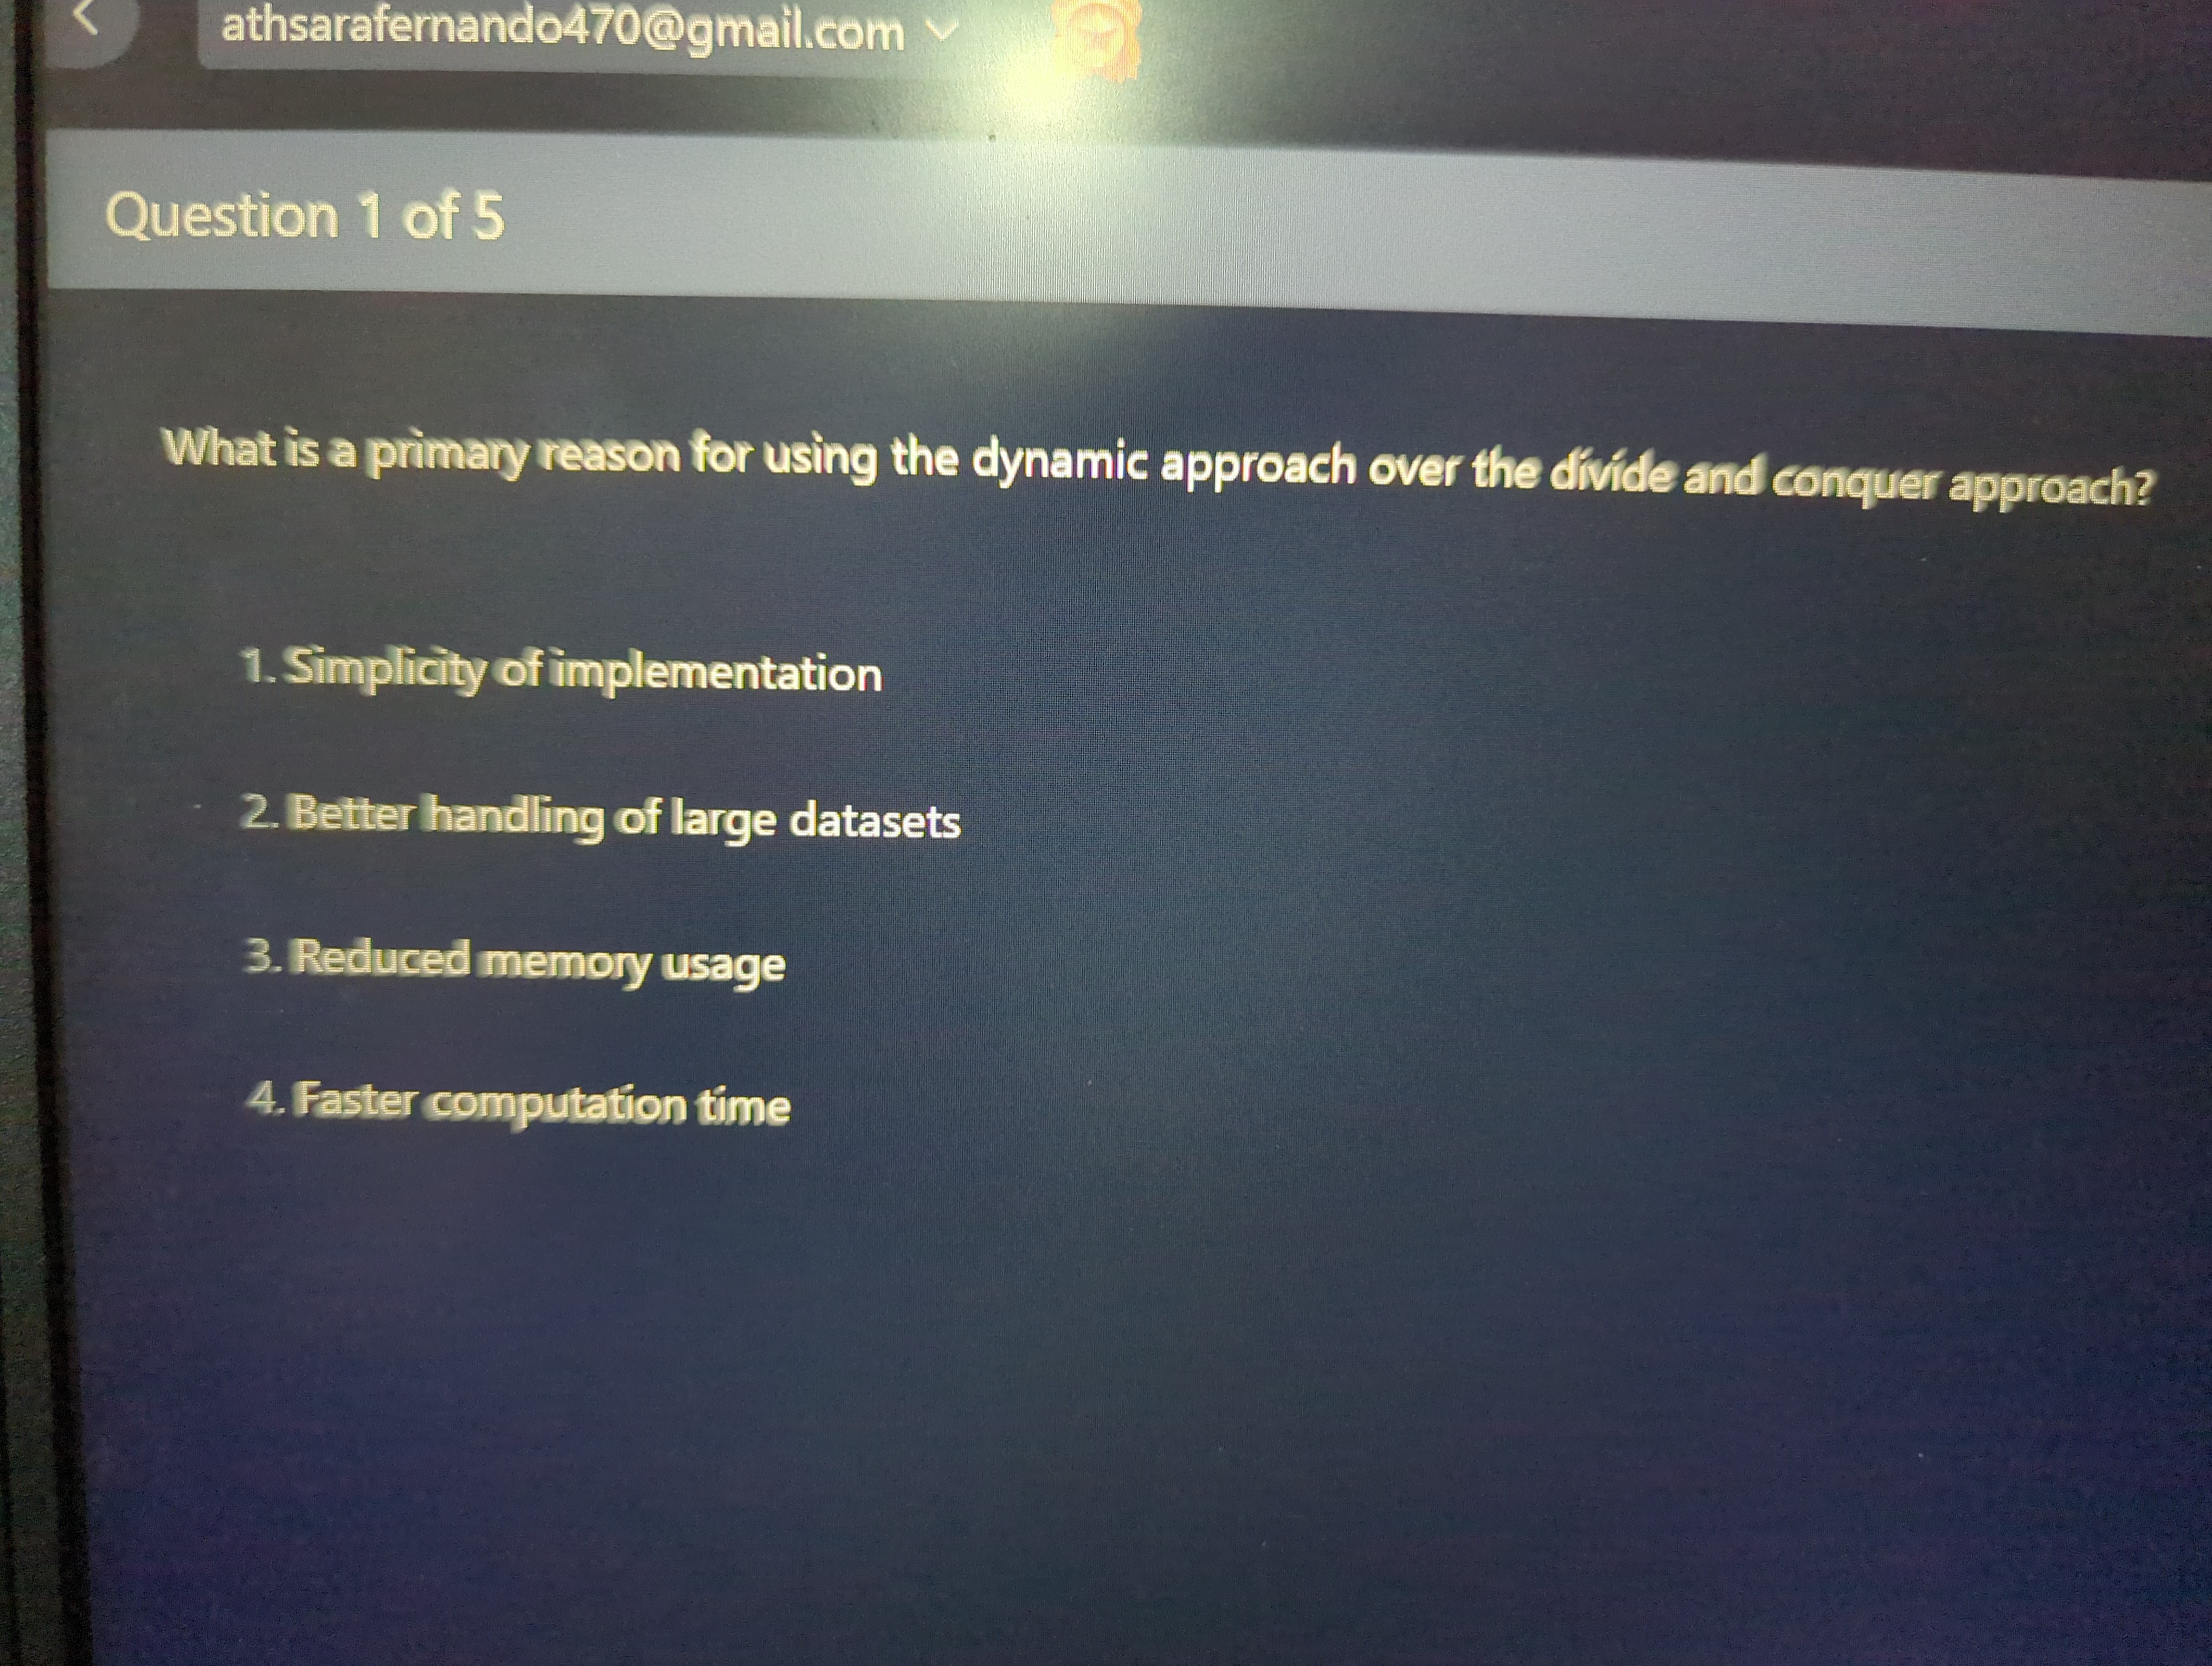 athsarafernando470@gmail.com
Question 1 of 5
What is a primary reason for using the dynamic approach over the divide and conquer approach?
1. Simplicity of implementation
2. Better handling of large datasets
3. Reduced memory usage
4. Faster computation time